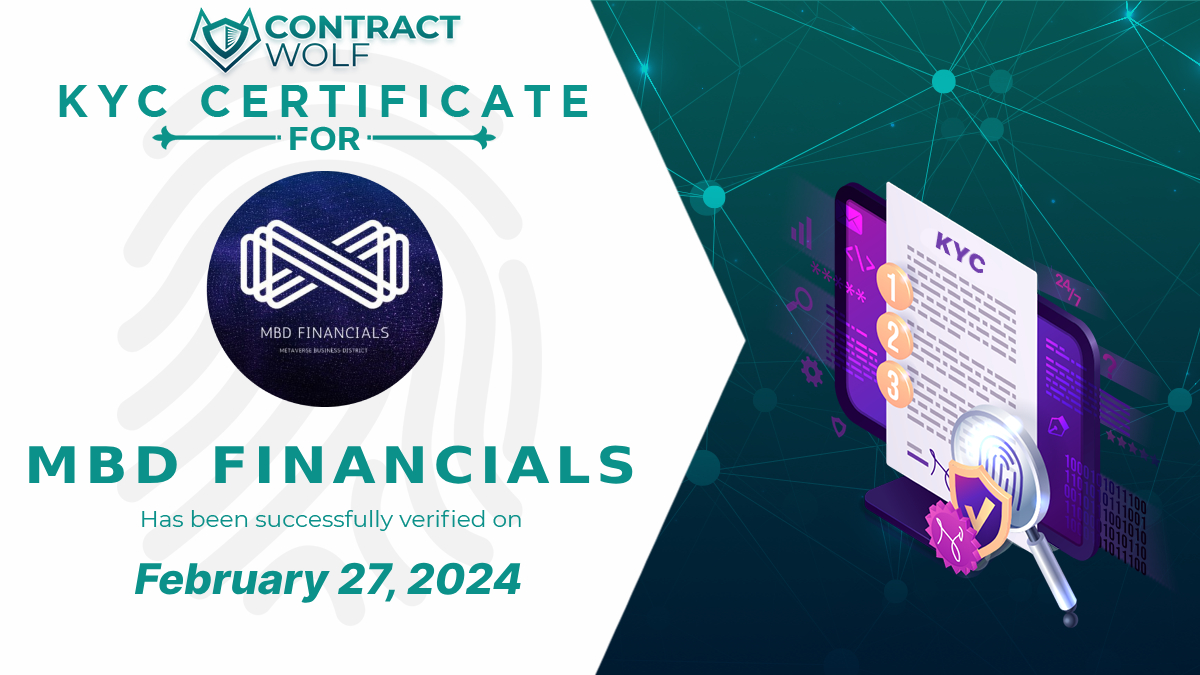 CONTRACT
WOLF
KYC CERTIFICATE
FOR
MBD FINANCIALS
METAVERSE BUSINESS DISTRICT
MBD FINANCIALS
Has been successfully verified on
February 27, 2024
KYC
1
2
3
24/7